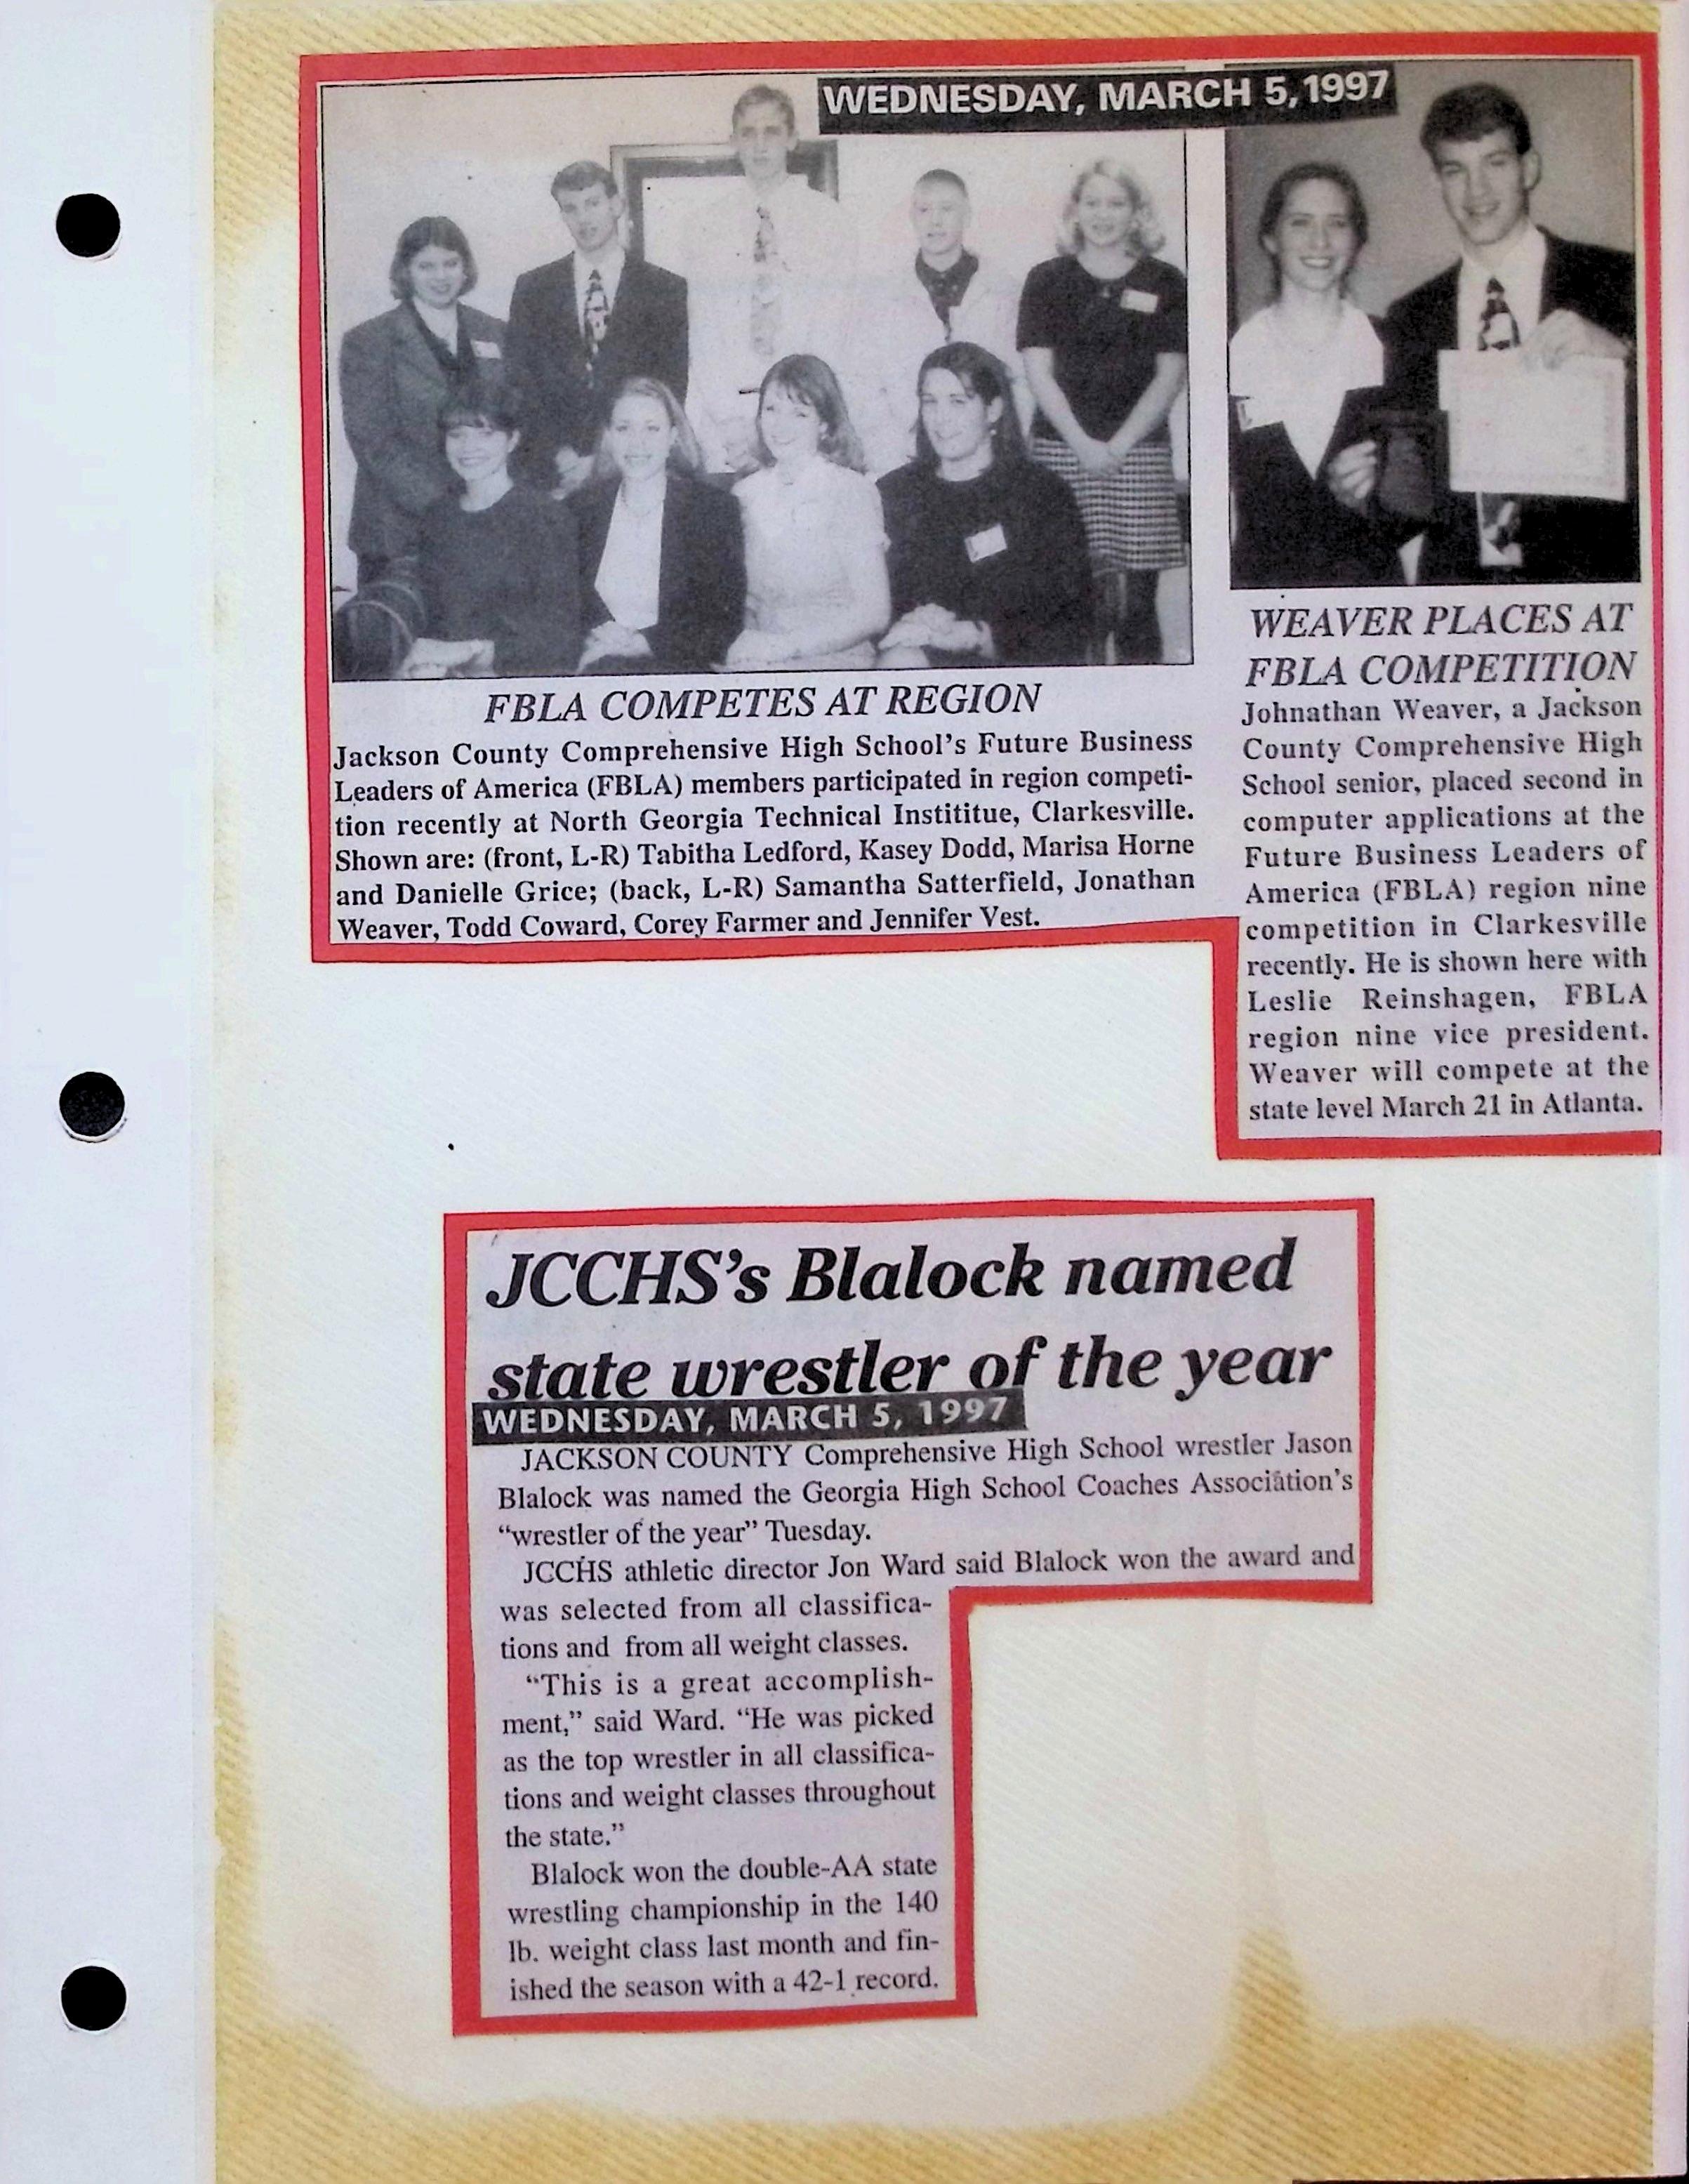 WEDNESDAY, MARCH 5, 1997
FBLA COMPETES AT REGION
Jackson County Comprehensive High School's Future Business
Leaders of America (FBLA) members participated in region competi-
tion recently at North Georgia Technical Instititue, Clarkesville.
Shown are: (front, L-R) Tabitha Ledford, Kasey Dodd, Marisa Horne
and Danielle Grice; (back, L-R) Samantha Satterfield, Jonathan
Weaver, Todd Coward, Corey Farmer and Jennifer Vest.
WEAVER PLACES AT
FBLA COMPETITION
Johnathan Weaver, a Jackson
County Comprehensive High
School senior, placed second in
computer applications at the
Future Business Leaders of
America (FBLA) region nine
competition in Clarkesville
recently. He is shown here with
Leslie Reinshagen, FBLA
region nine vice president.
Weaver will compete at the
state level March 21 in Atlanta.
JCCHS's Blalock named
state wrestler of the year
WEDNESDAY, MARCH 5, 1997
JACKSON COUNTY Comprehensive High School wrestler Jason
Blalock was named the Georgia High School Coaches Association's
“wrestler of the year” Tuesday.
JCCHS athletic director Jon Ward said Blalock won the award and
was selected from all classifica-
tions and from all weight classes.
“This is a great accomplish-
ment,” said Ward. “He was picked
as the top wrestler in all classifica-
tions and weight classes throughout
the state.”
Blalock won the double-AA state
wrestling championship in the 140
lb. weight class last month and fin-
ished the season with a 42-1 record.